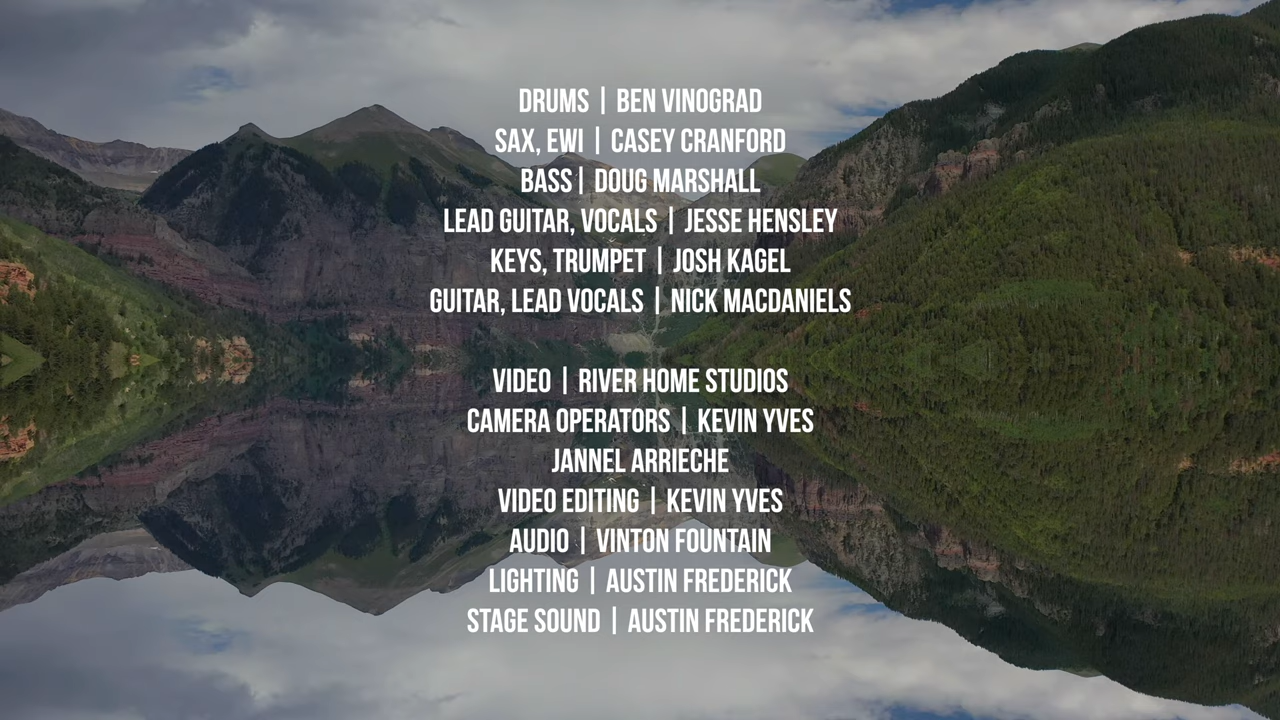 DRUMS | BEN VINOGRAD
SAX, EWI | CASEY CRANFORD
BASS | DOUG MARSHALL
LEAD GUITAR, VOCALS | JESSE HENSLEY
KEYS, TRUMPET | JOSH KAGEL
GUITAR, LEAD VOCALS | NICK MACDANIELS
VIDEO | RIVER HOME STUDIOS
CAMERA OPERATORS | KEVIN YVES
JANNEL ARRIECHE
VIDEO EDITING | KEVIN YVES
AUDIO | VINTON FOUNTAIN
LIGHTING | AUSTIN FREDERICK
STAGE SOUND | AUSTIN FREDERICK